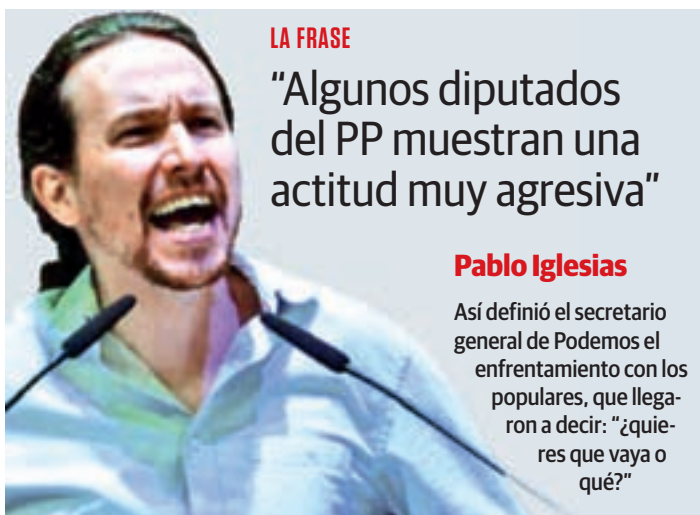 LA FRASE
“Algunos diputados
del PP muestran una
actitud muy agresiva”
Pablo Iglesias
Así definió el secretario
general de Podemos el
enfrentamiento con los
populares, que llega-
ron a decir: “¿quie-
res que vaya o
qué?”